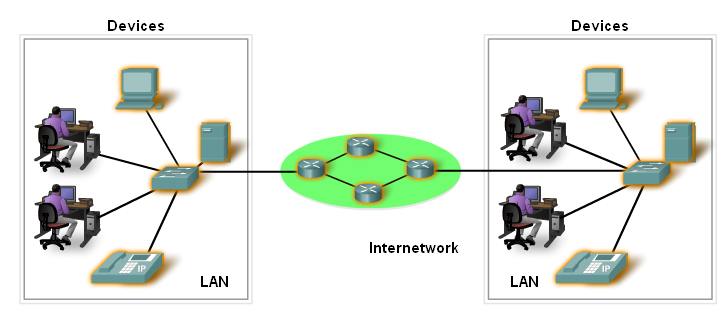 Devices
Devices
IP
LAN
Internetwork
LAN
IP